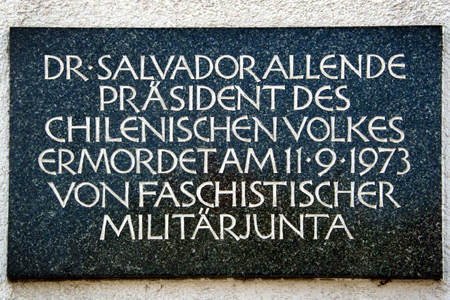 DR·SALVADOR ALLENDE
PRÄSIDENT DES
CHILENISCHEN VOLKES
ERMORDET AM 11·9·1973
VON FASCHISTISCHER
MILITÄRJUNTA